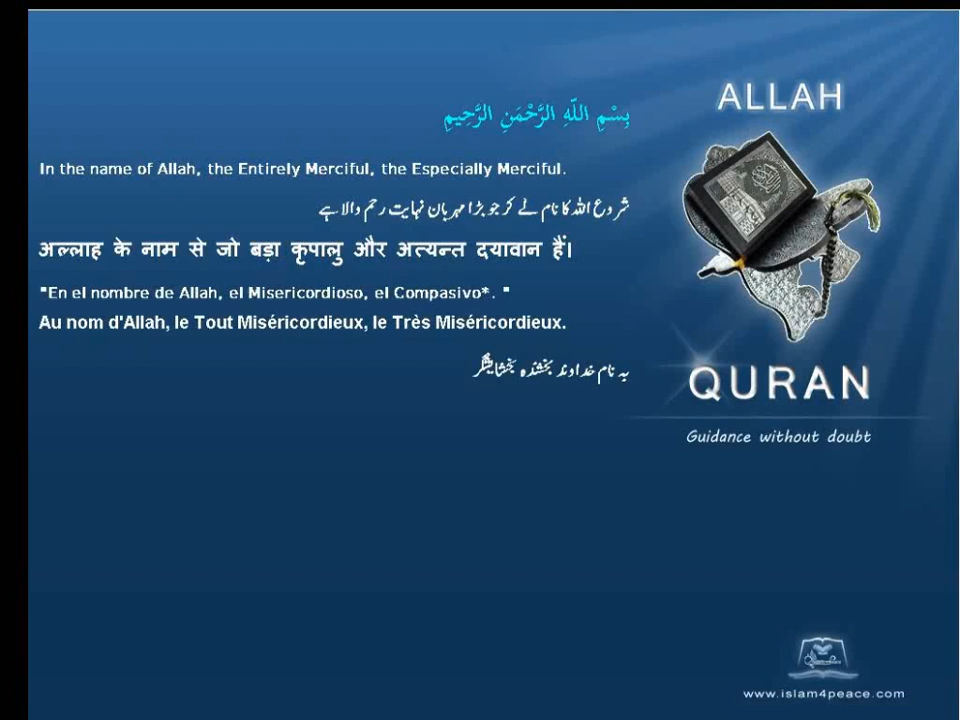 بِسْمِ اللَّهِ الرَّحْمَنِ الرَّحِيمِ
In the name of Allah, the Entirely Merciful, the Especially Merciful.
شروع الله کا نام لے کر جو بڑا مہربان نہایت رحم والا ہے
अल्लाह के नाम से जो बड़ा कृपालु और अत्यन्त दयावान हैं।
"En el nombre de Allah, el Misericordioso, el Compasivo*. "
Au nom d'Allah, le Tout Miséricordieux, le Très Miséricordieux.
به نام خداوند بخشنده بخشایشگر
ALLAH
QURAN
Guidance without doubt
www.islam4peace.com